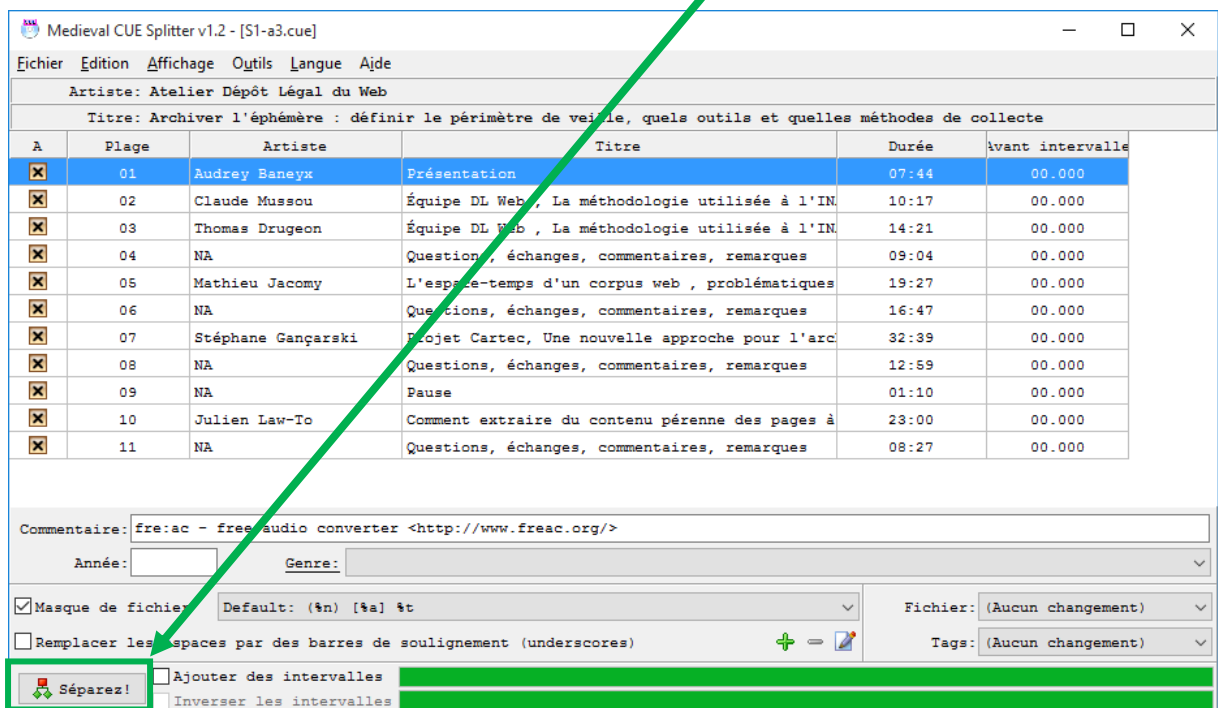 Medieval CUE Splitter v1.2 - [S1-a3.cue]
Fichier Edition Affichage Outils Langue Aide
Artiste: Atelier Dépôt Légal du Web
Titre: Archiver l'éphémère : définir le périmètre de veille, quels outils et quelles méthodes de collecte
A Plage Artiste Titre Durée Avant intervalle
01 Audrey Baneyx Présentation 07:44 00.000
02 Claude Mussou Équipe DL Web , La méthodologie utilisée à l'IN 10:17 00.000
03 Thomas Drugeon Équipe DL Web , La méthodologie utilisée à l'IN 14:21 00.000
04 NA Questions, échanges, commentaires, remarques 09:04 00.000
05 Mathieu Jacomy L'espace-temps d'un corpus web , problématiques 19:27 00.000
06 NA Questions, échanges, commentaires, remarques 16:47 00.000
07 Stéphane Gançarski Projet Cartec, Une nouvelle approche pour l'arc 32:39 00.000
08 NA Questions, échanges, commentaires, remarques 12:59 00.000
09 NA Pause 01:10 00.000
10 Julien Law-To Comment extraire du contenu pérenne des pages à 23:00 00.000
11 NA Questions, échanges, commentaires, remarques 08:27 00.000
Commentaire: fre:ac - free audio converter <http://www.freac.org/>
Année: Genre:
Masque de fichier Default: (%n) [%a] %t Fichier: (Aucun changement)
Remplacer les espaces par des barres de soulignement (underscores) Tags: (Aucun changement)
Séparez! Ajouter des intervalles
Inverser les intervalles